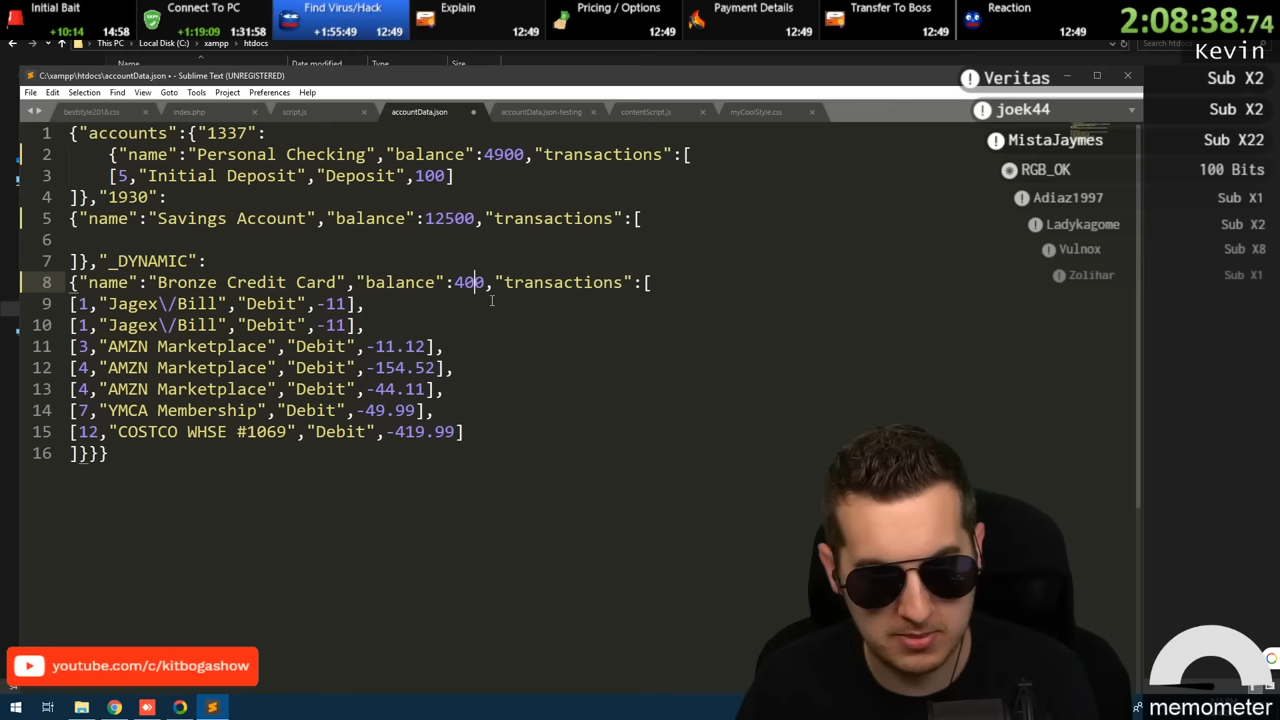 Initial Bait
+10:14 14:58
Connect To PC
+1:19:09 1:31:58
Find Virus/Hack
+1:55:49 12:49
Explain
12:49
Pricing / Options
12:49
Payment Details
12:49
Transfer To Boss
12:49
Reaction
12:49
2:08:38.74
This PC › Local Disk (C:) › xampp › htdocs
Kevin
Date modified Type Size
C:\xampp\htdocs\accountData.json • - Sublime Text (UNREGISTERED)
File Edit Selection Find View Goto Tools Project Preferences Help
beststyle2018.css × index.php × script.js × accountData.json accountData.json-testing × contentScript.js × myCoolStyle.css ×
Veritas Sub X2
joek44 Sub X2
MistaJaymes Sub X22
RGB_OK 100 Bits
Adiaz1997 Sub X1
Ladykagome Sub X2
Vulnox Sub X8
Zolihar Sub X1
1 {"accounts":{"1337":
2 {"name":"Personal Checking","balance":4900,"transactions":[
3 [5,"Initial Deposit","Deposit",100]
4 ]},"1930":
5 {"name":"Savings Account","balance":12500,"transactions":[
6
7 ]},"_DYNAMIC":
8 {"name":"Bronze Credit Card","balance":400,"transactions":[
9 [1,"Jagex\/Bill","Debit",-11],
10 [1,"Jagex\/Bill","Debit",-11],
11 [3,"AMZN Marketplace","Debit",-11.12],
12 [4,"AMZN Marketplace","Debit",-154.52],
13 [4,"AMZN Marketplace","Debit",-44.11],
14 [7,"YMCA Membership","Debit",-49.99],
15 [12,"COSTCO WHSE #1069","Debit",-419.99]
16 ]}}}
youtube.com/c/kitbogashow
memometer